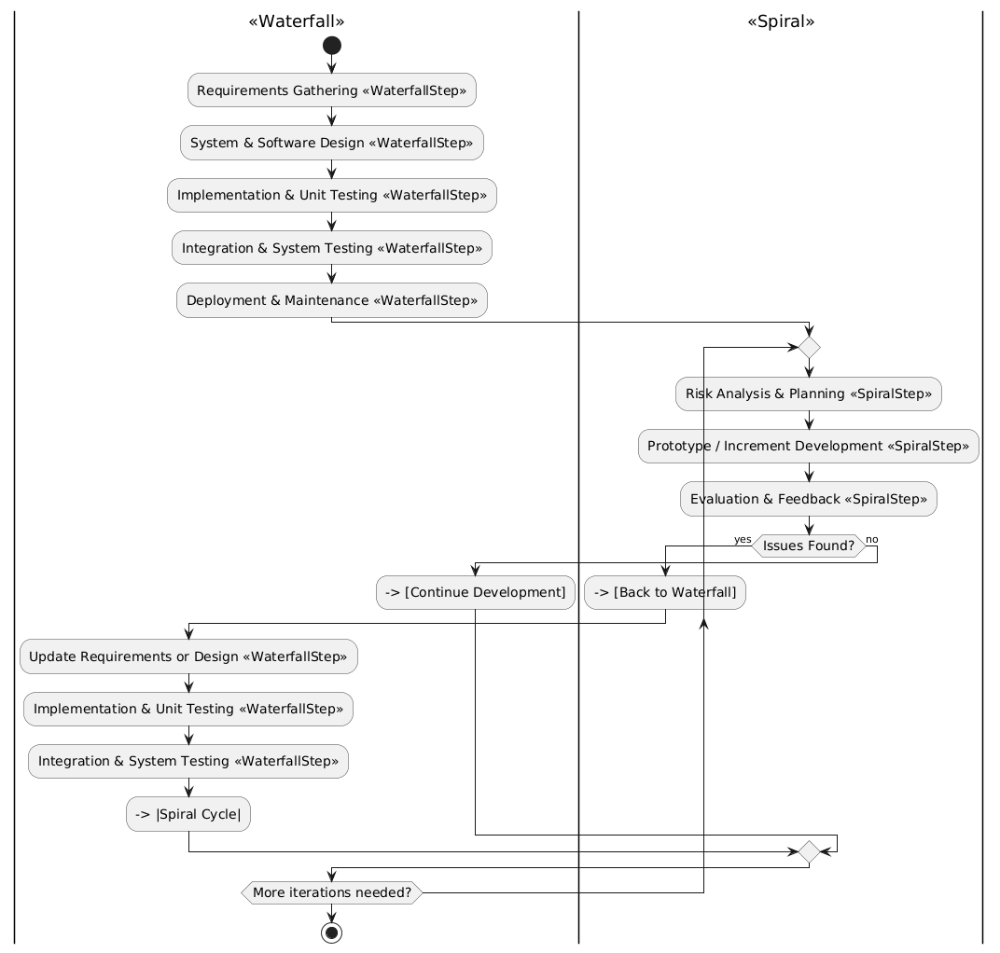 «Waterfall»
«Spiral»
Requirements Gathering «WaterfallStep»
System & Software Design «WaterfallStep»
Implementation & Unit Testing «WaterfallStep»
Integration & System Testing «WaterfallStep»
Deployment & Maintenance «WaterfallStep»
Risk Analysis & Planning «SpiralStep»
Prototype / Increment Development «SpiralStep»
Evaluation & Feedback «SpiralStep»
yes
Issues Found?
no
-> [Continue Development]
-> [Back to Waterfall]
Update Requirements or Design «WaterfallStep»
Implementation & Unit Testing «WaterfallStep»
Integration & System Testing «WaterfallStep»
-> |Spiral Cycle|
More iterations needed?